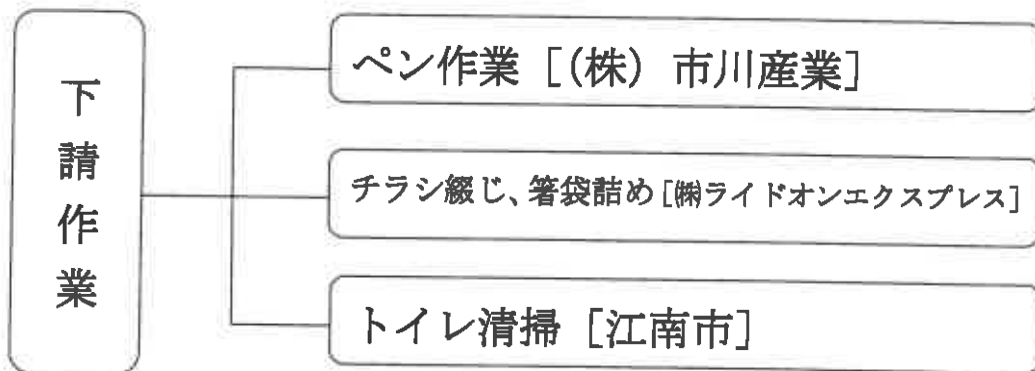 下請作業
ペン作業［(株) 市川産業］
チラシ綴じ、箸袋詰め［㈱ライドオンエクスプレス］
トイレ清掃［江南市］